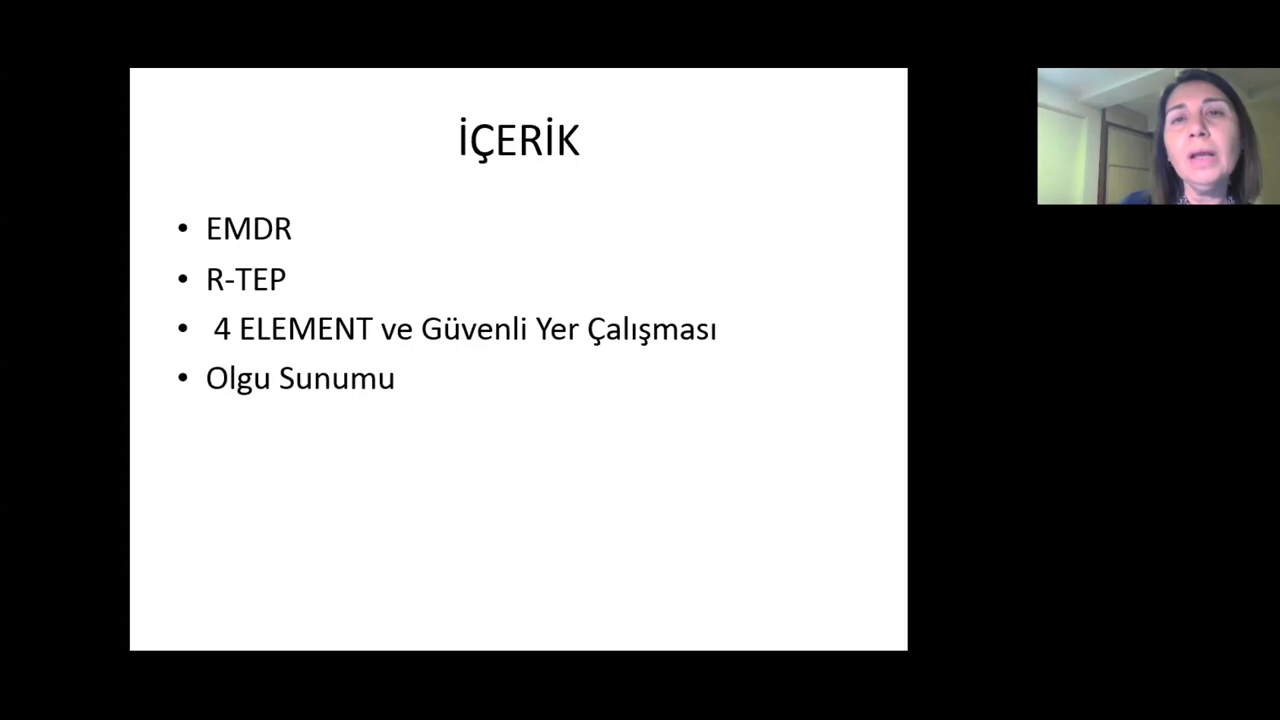 İÇERİK
• EMDR
• R-TEP
• 4 ELEMENT ve Güvenli Yer Çalışması
• Olgu Sunumu